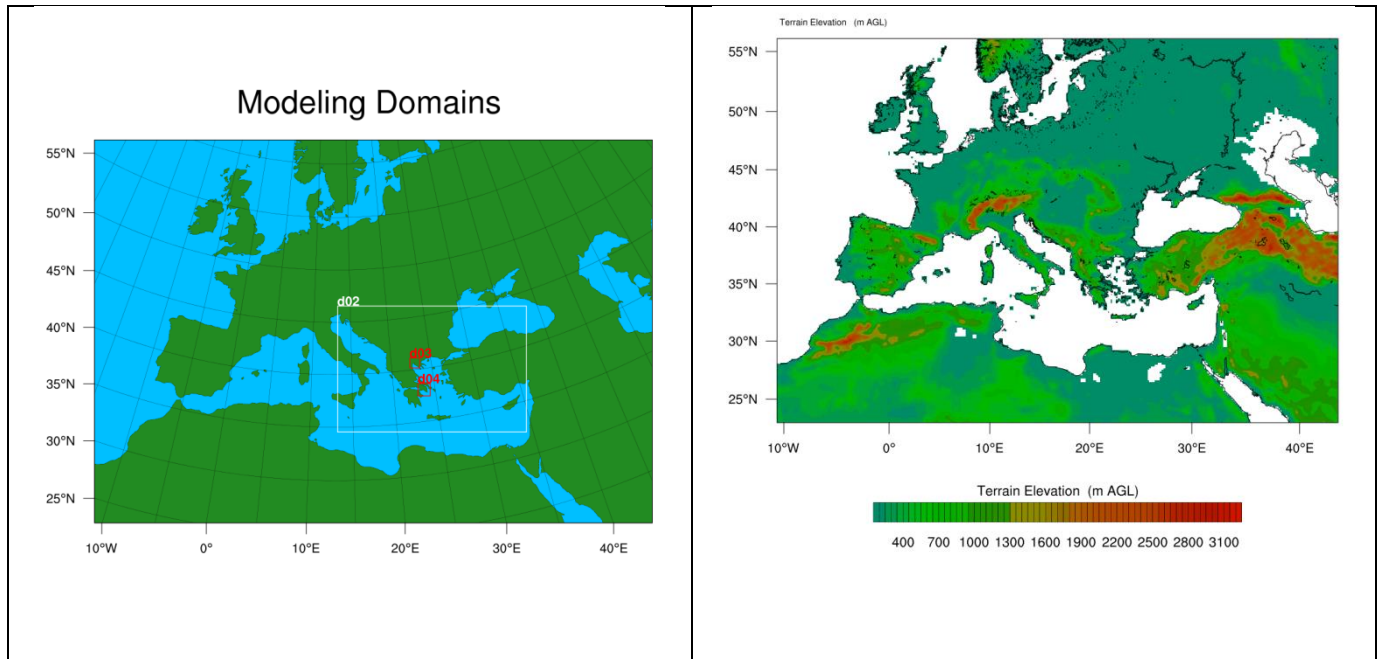 Modeling Domains
55°N
50°N
45°N
40°N
35°N
30°N
25°N
10°W 0° 10°E 20°E 30°E 40°E
d02
d03
d04
Terrain Elevation (m AGL)
55°N
50°N
45°N
40°N
35°N
30°N
25°N
10°W 0° 10°E 20°E 30°E 40°E
Terrain Elevation (m AGL)
400 700 1000 1300 1600 1900 2200 2500 2800 3100